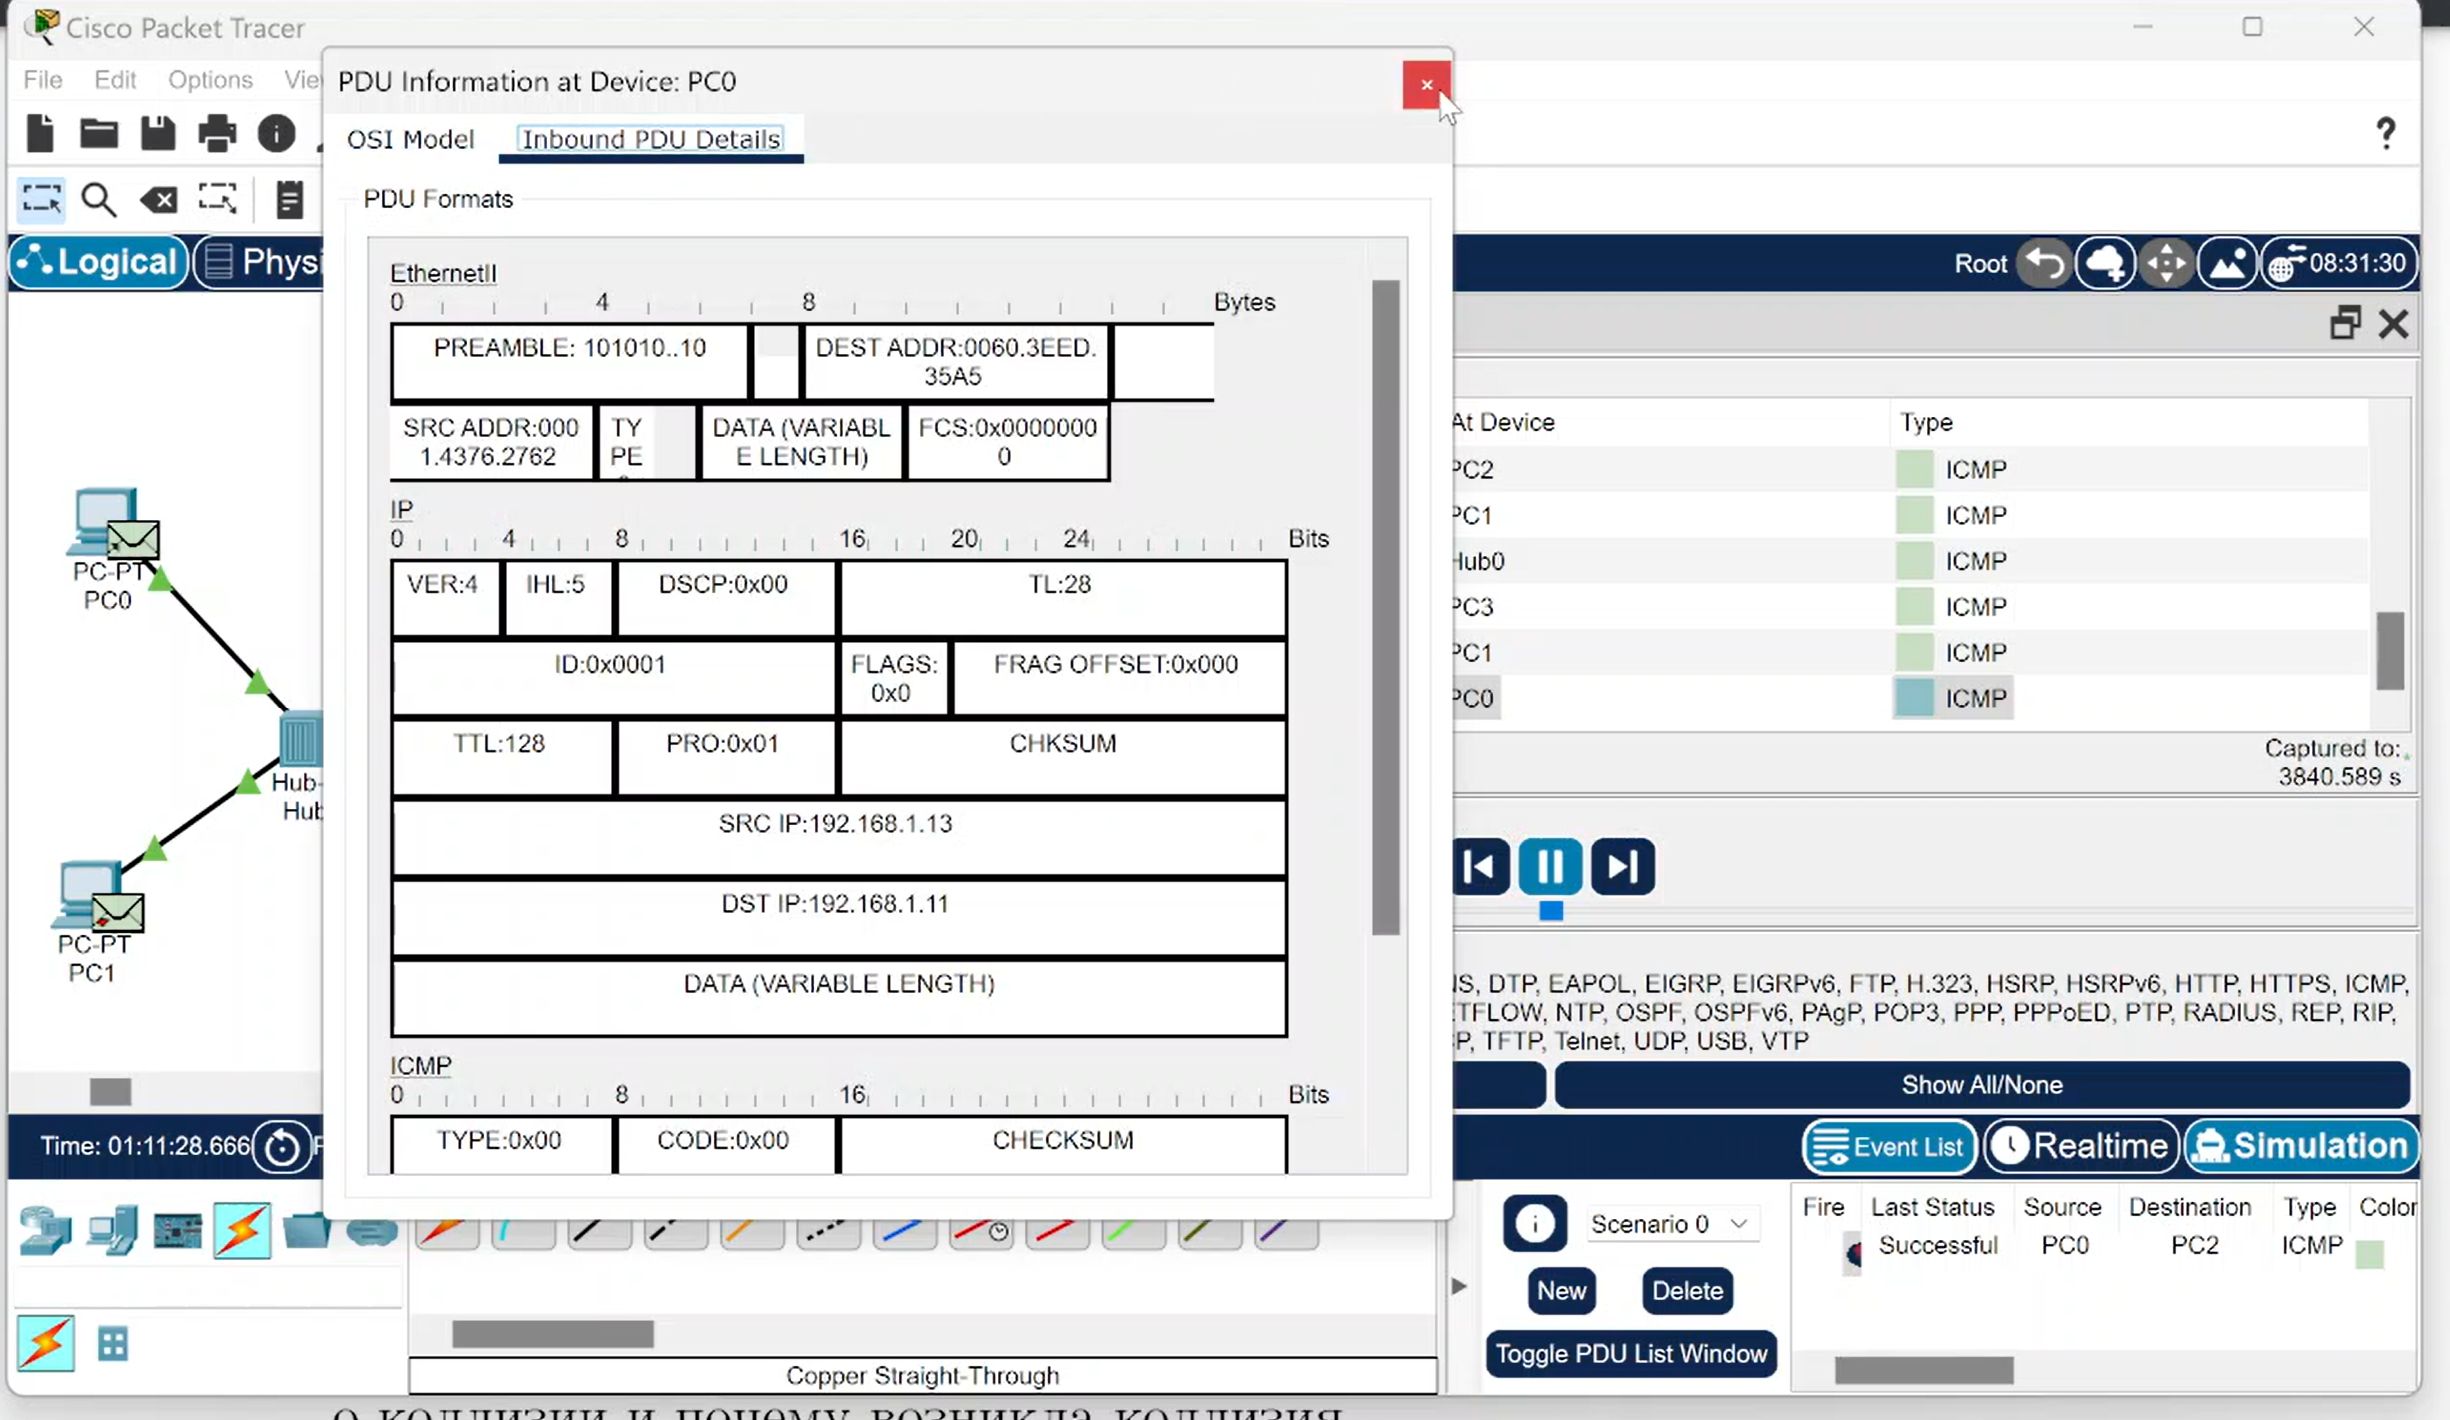 Cisco Packet Tracer
File Edit Options
PDU Information at Device: PC0
OSI Model Inbound PDU Details
PDU Formats
Logical
Root 08:31:30
EthernetII
0 4 8 Bytes
PREAMBLE: 101010..10
DEST ADDR:0060.3EED.
35A5
SRC ADDR:000
1.4376.2762
TY
PE
DATA (VARIABL
E LENGTH)
FCS:0x0000000
0
IP
0 4 8 16 20 24 Bits
VER:4 IHL:5 DSCP:0x00 TL:28
ID:0x0001
FLAGS:
0x0
FRAG OFFSET:0x000
TTL:128 PRO:0x01 CHKSUM
SRC IP:192.168.1.13
DST IP:192.168.1.11
DATA (VARIABLE LENGTH)
ICMP
0 8 16 Bits
TYPE:0x00 CODE:0x00 CHECKSUM
PC-PT
PC0
Hub-
Hub
PC-PT
PC1
At Device Type
PC2 ICMP
PC1 ICMP
Hub0 ICMP
PC3 ICMP
PC1 ICMP
PC0 ICMP
Captured to:
3840.589 s
DTP, EAPOL, EIGRP, EIGRPv6, FTP, H.323, HSRP, HSRPv6, HTTP, HTTPS, ICMP,
NTP, OSPF, OSPFv6, PAgP, POP3, PPP, PPPoED, PTP, RADIUS, REP, RIP,
TFTP, Telnet, UDP, USB, VTP
Show All/None
Time: 01:11:28.666
Event List Realtime Simulation
Scenario 0
New Delete
Toggle PDU List Window
Fire Last Status Source Destination Type Color
Successful PC0 PC2 ICMP
Copper Straight-Through
о коллизии и почему возникла коллизия